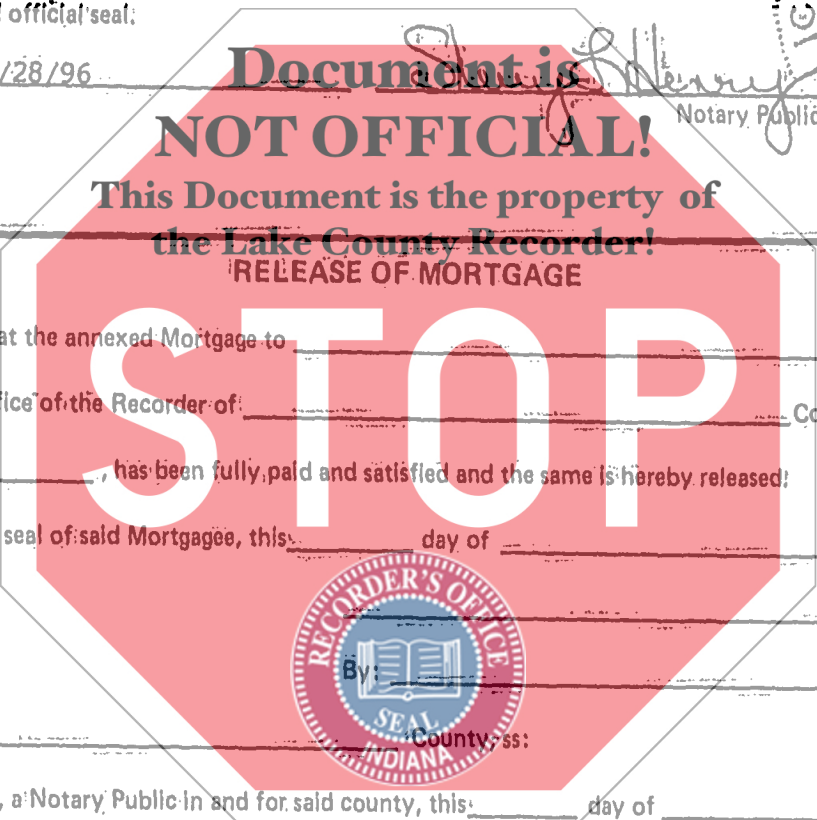 official seal.
/28/96
Document is
Notary Public
NOT OFFICIAL!
This Document is the property of
the Lake County Recorder!
RELEASE OF MORTGAGE
at the annexed Mortgage to
fice of the Recorder of
Co
, has been fully paid and satisfied and the same is hereby released.
seal of said Mortgagee, this
day of
STOP
RECORDER'S OFFICE
By:
SEAL
INDIANA
County, ss:
, a Notary Public in and for said county, this
day of